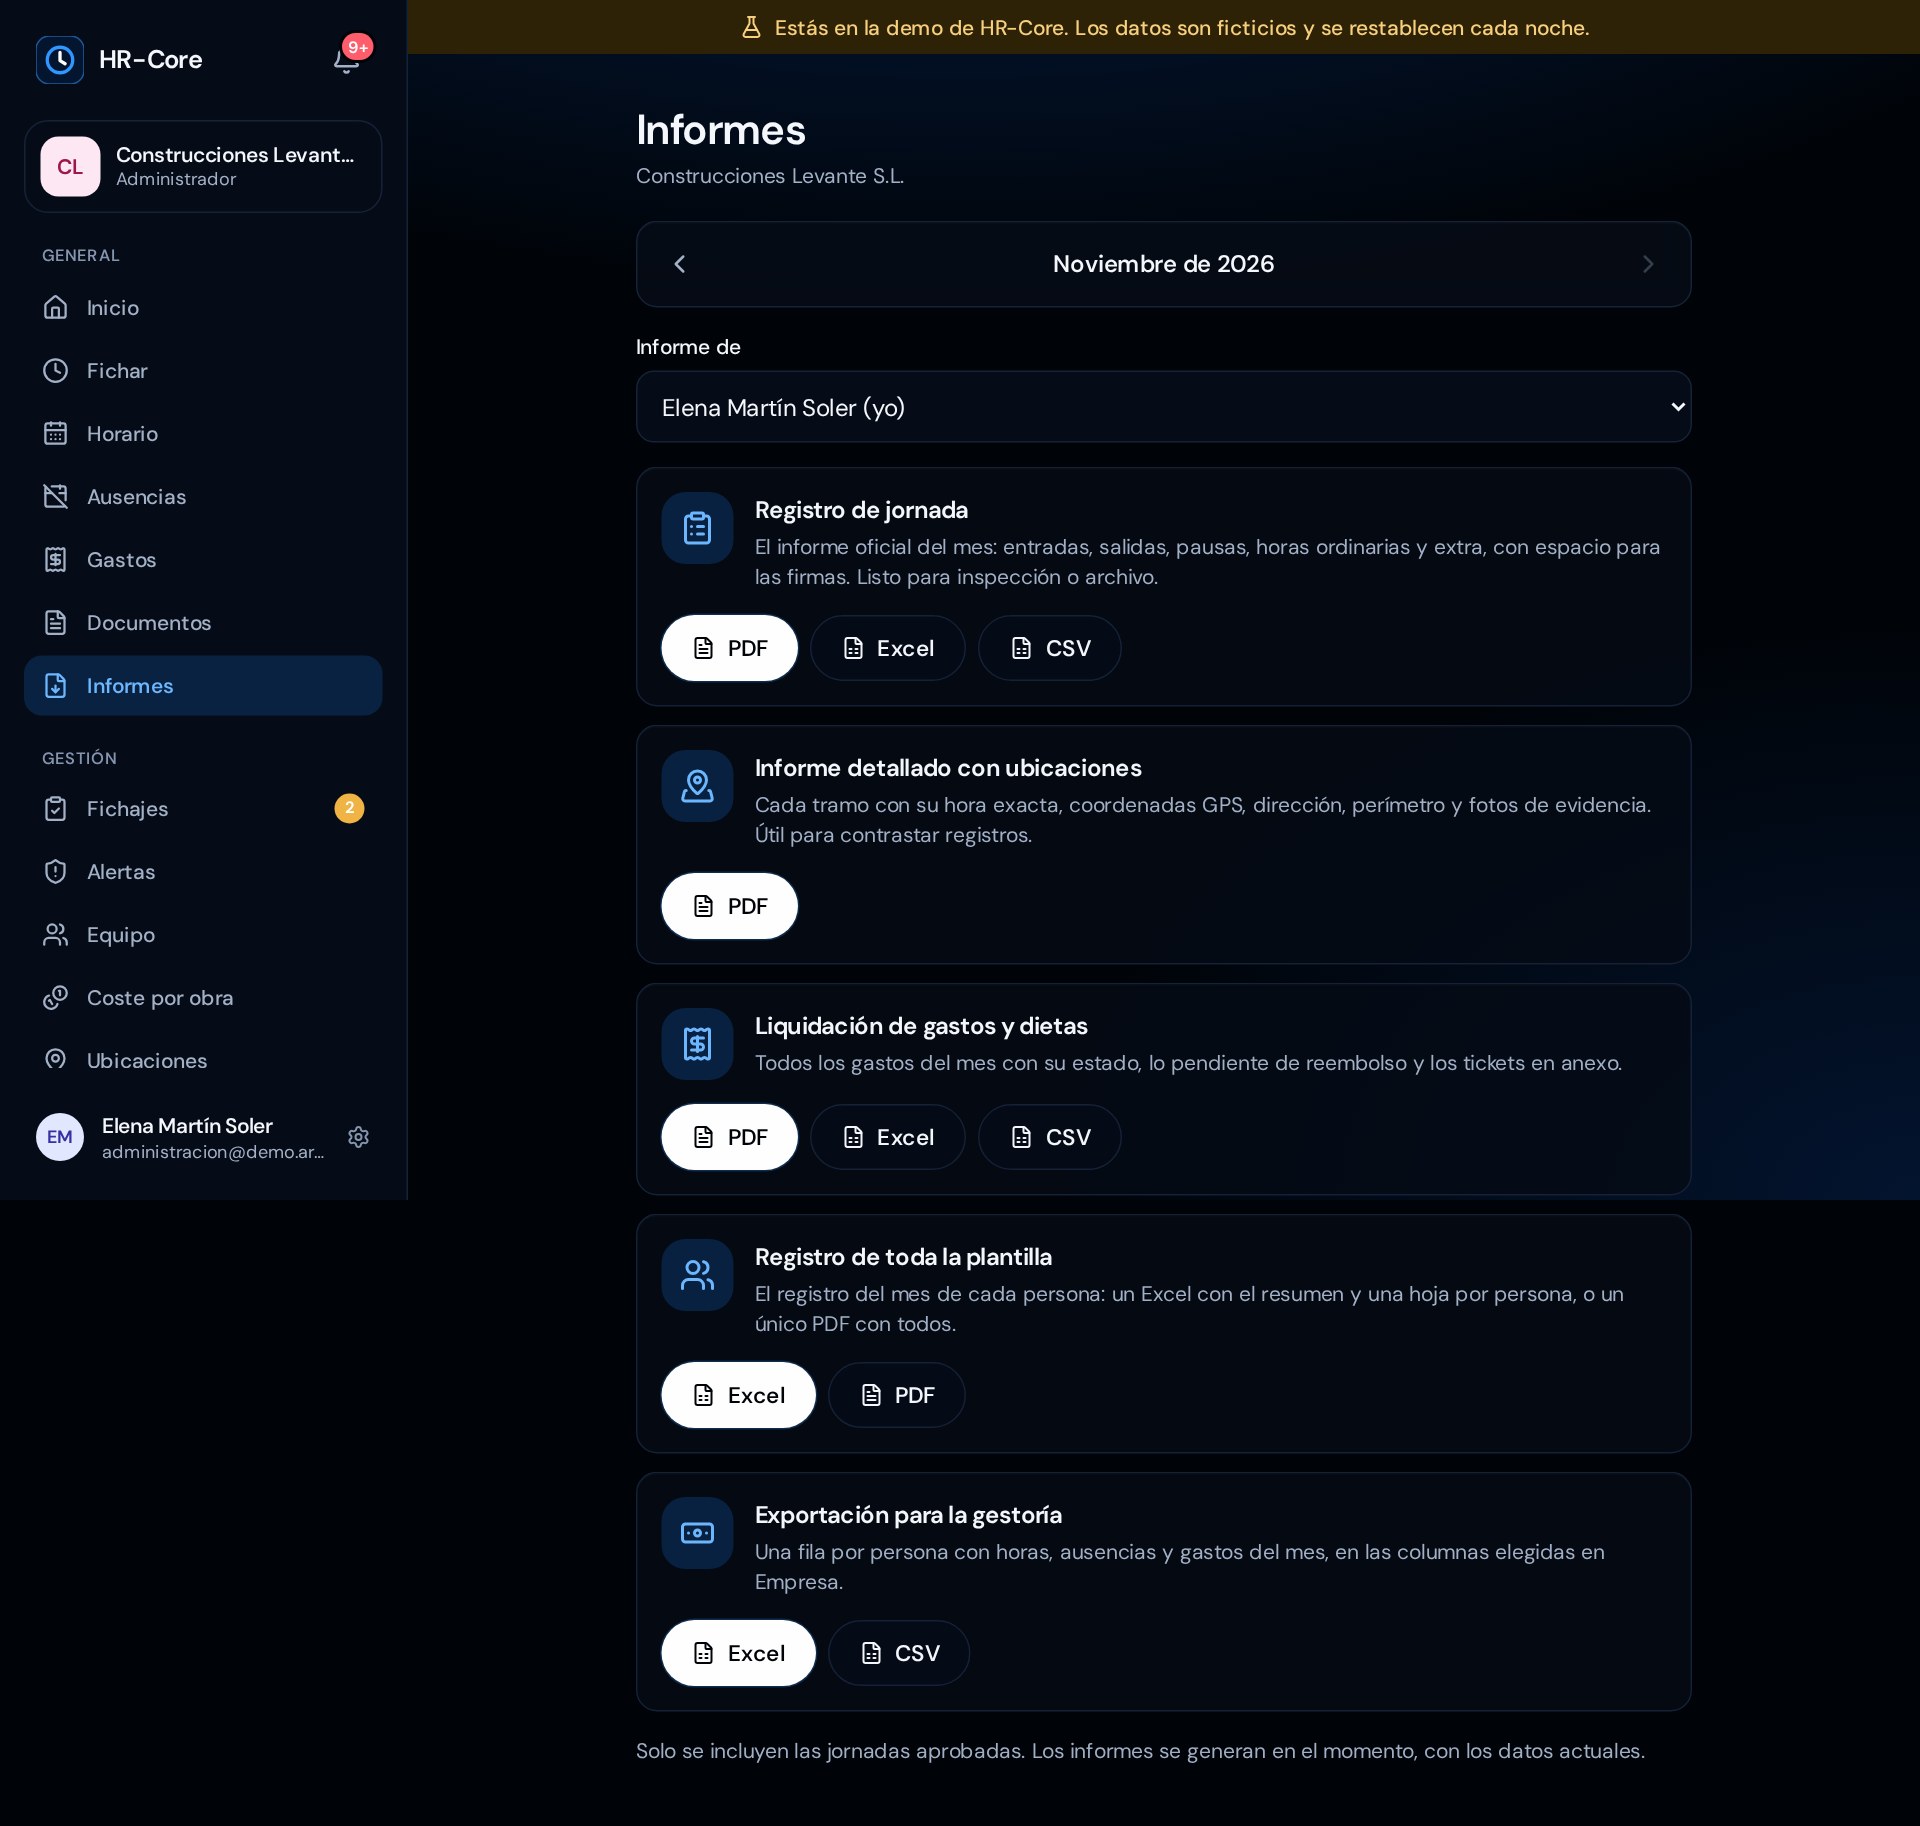 Estás en la demo de HR-Core. Los datos son ficticios y se restablecen cada noche.
HR-Core
9+
CL
Construcciones Levant...
Administrador
GENERAL
Inicio
Fichar
Horario
Ausencias
Gastos
Documentos
Informes
GESTIÓN
Fichajes
2
Alertas
Equipo
Coste por obra
Ubicaciones
EM
Elena Martín Soler
administracion@demo.ar...
Informes
Construcciones Levante S.L.
Noviembre de 2026
Informe de
Elena Martín Soler (yo)
Registro de jornada
El informe oficial del mes: entradas, salidas, pausas, horas ordinarias y extra, con espacio para
las firmas. Listo para inspección o archivo.
PDF
Excel
CSV
Informe detallado con ubicaciones
Cada tramo con su hora exacta, coordenadas GPS, dirección, perímetro y fotos de evidencia.
Útil para contrastar registros.
PDF
Liquidación de gastos y dietas
Todos los gastos del mes con su estado, lo pendiente de reembolso y los tickets en anexo.
PDF
Excel
CSV
Registro de toda la plantilla
El registro del mes de cada persona: un Excel con el resumen y una hoja por persona, o un
único PDF con todos.
Excel
PDF
Exportación para la gestoría
Una fila por persona con horas, ausencias y gastos del mes, en las columnas elegidas en
Empresa.
Excel
CSV
Solo se incluyen las jornadas aprobadas. Los informes se generan en el momento, con los datos actuales.